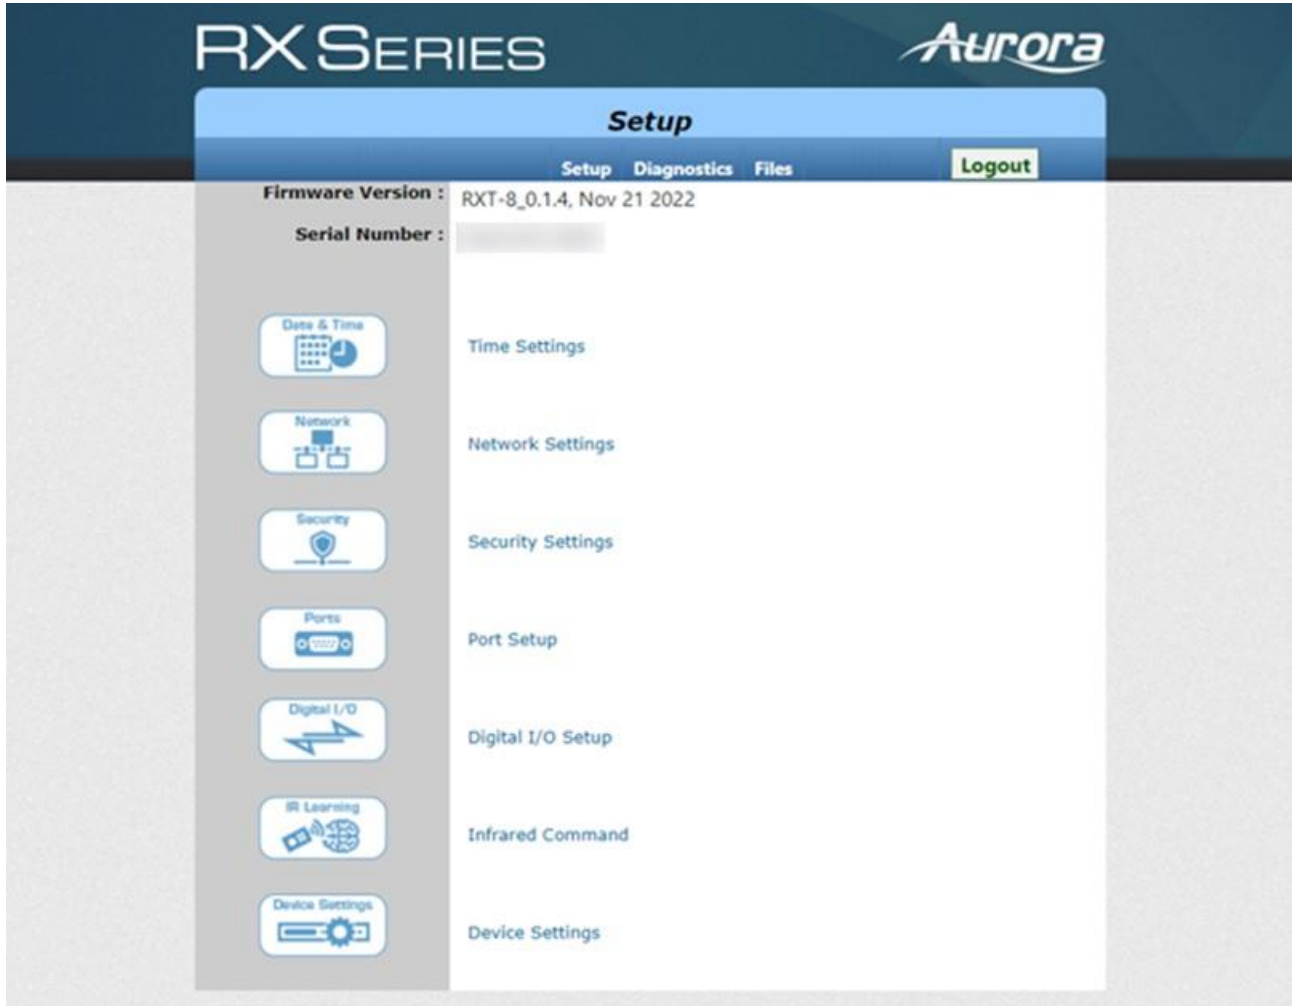 RX SERIES
Aurora
Setup
Setup Diagnostics Files Logout
Firmware Version : RXT-8_0.1.4, Nov 21 2022
Serial Number :
Date & Time
Time Settings
Network
Network Settings
Security
Security Settings
Ports
Port Setup
Digital I/O
Digital I/O Setup
IR Learning
Infrared Command
Device Settings
Device Settings